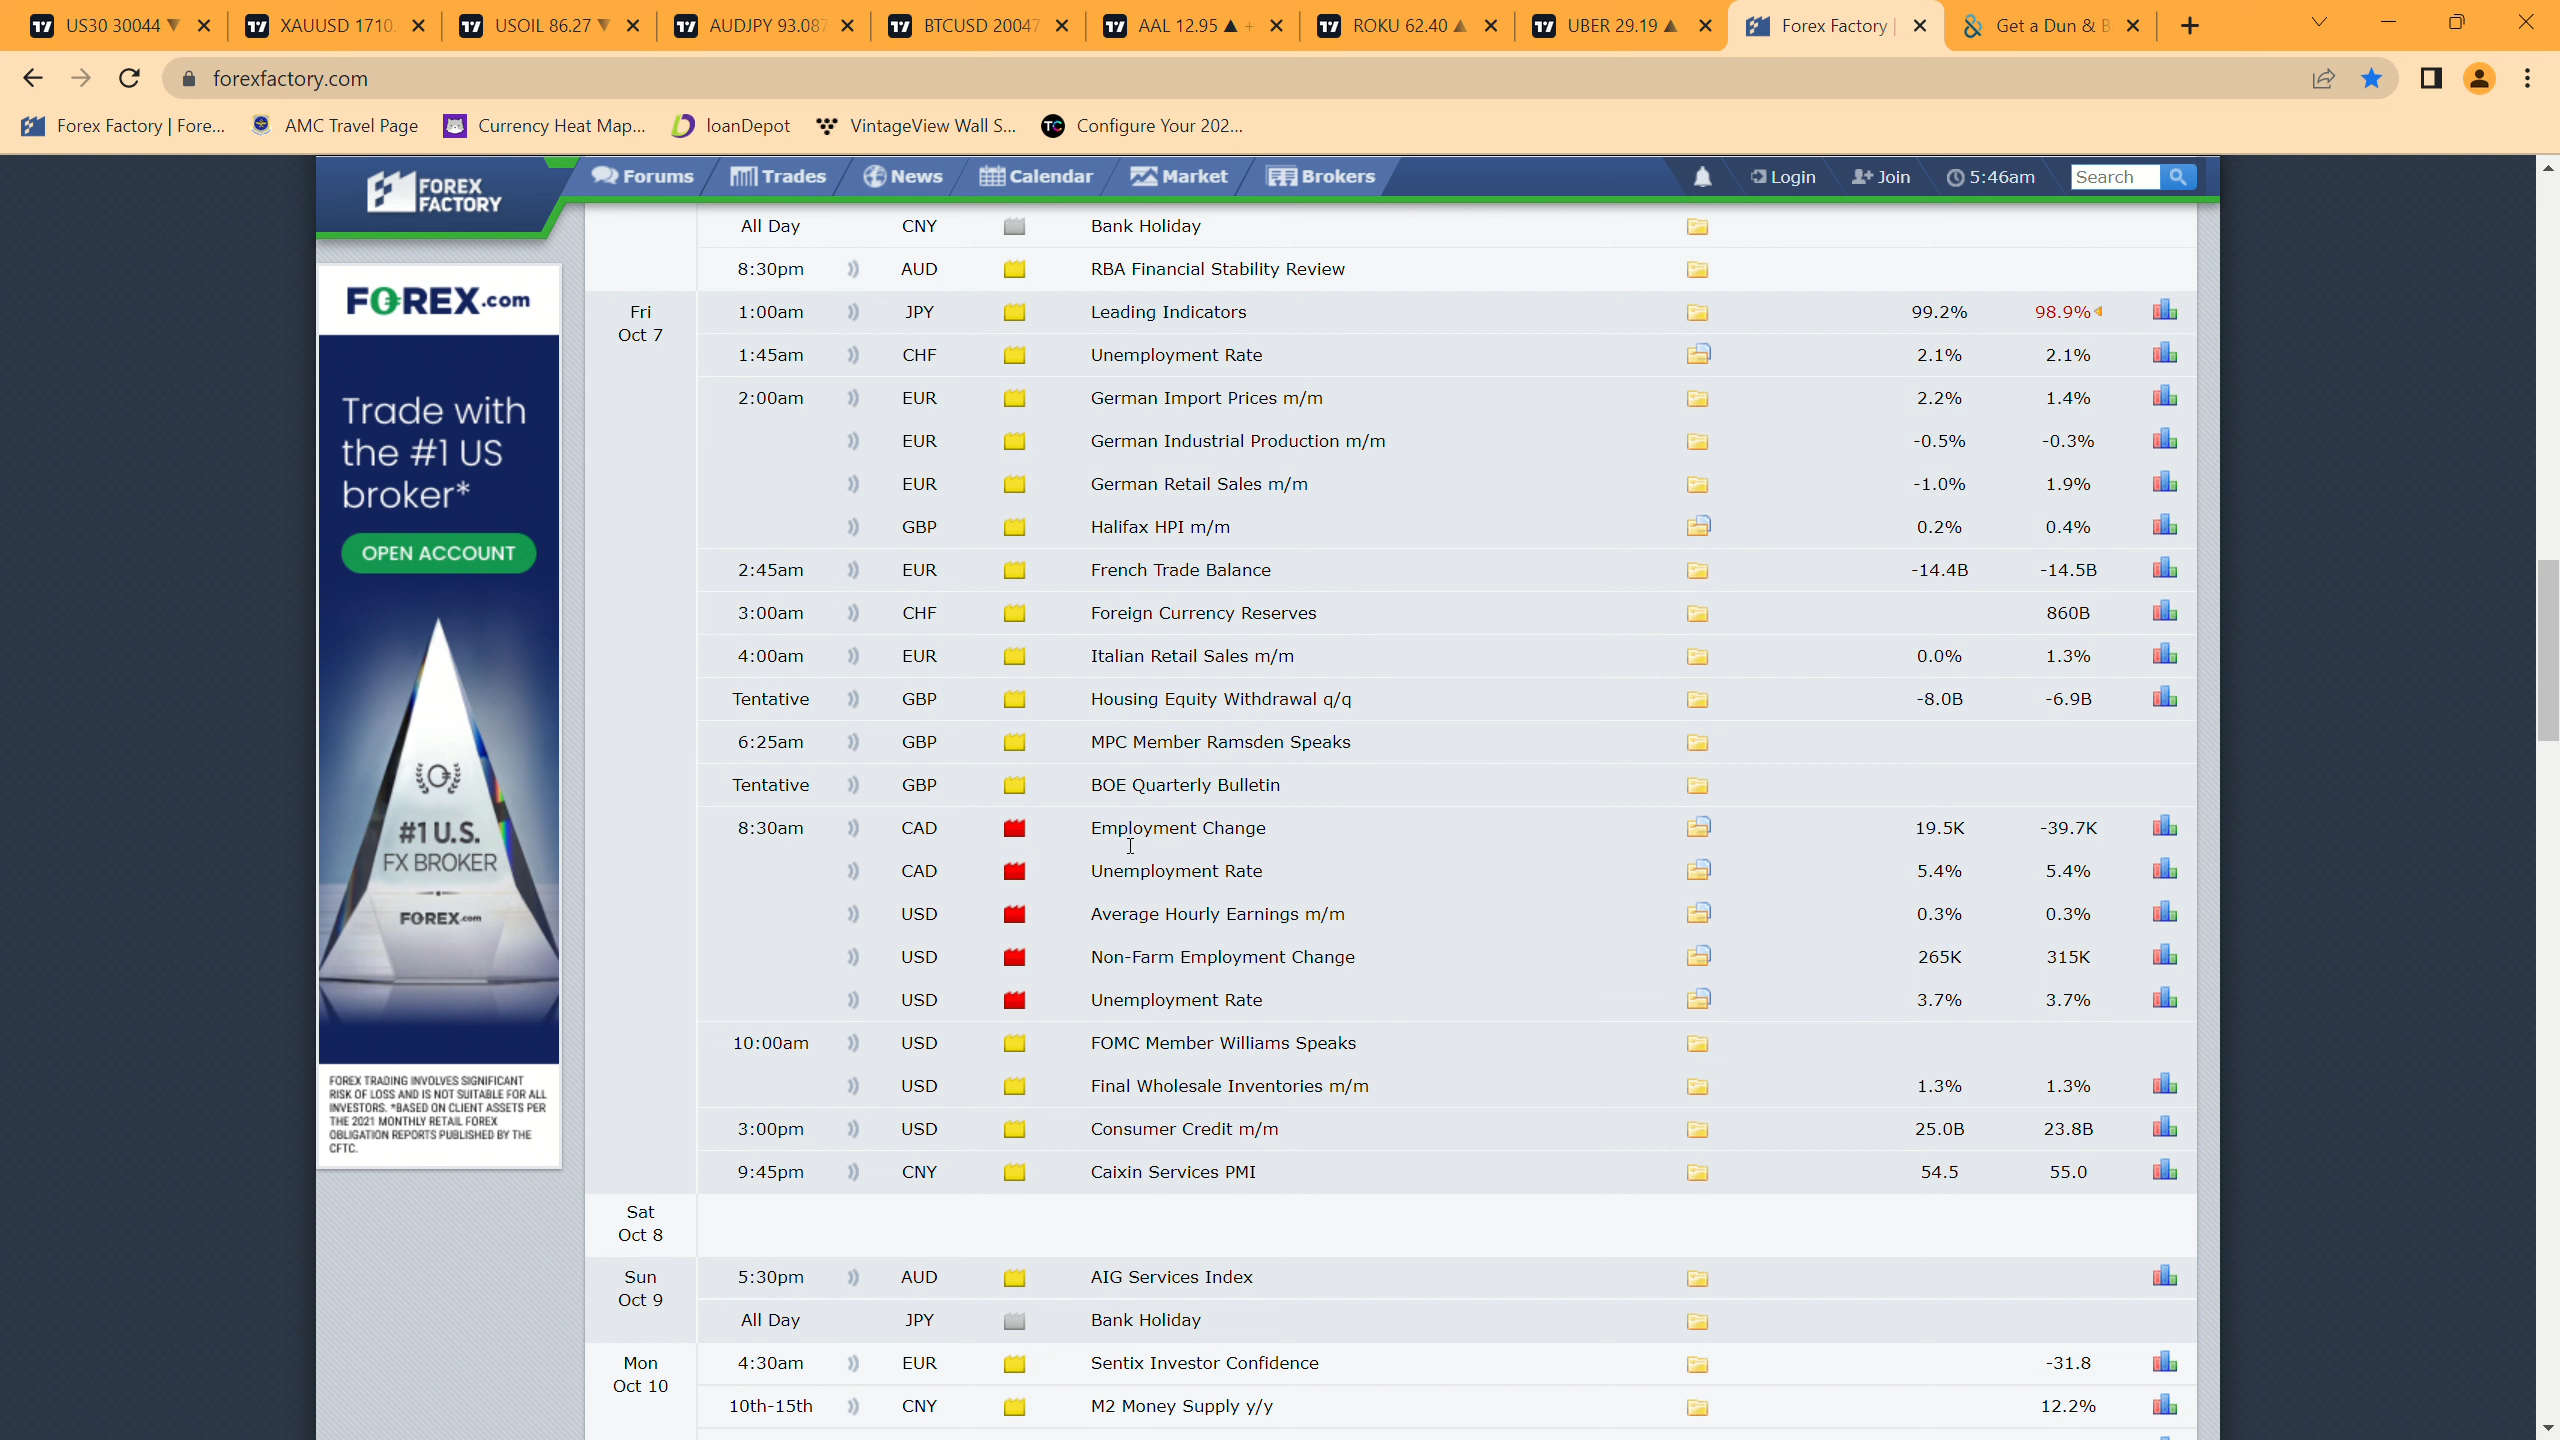 US30 30044 ▼
XAUUSD 1710.
USOIL 86.27 ▼
AUDJPY 93.087
BTCUSD 20047
AAL 12.95 ▲ +
ROKU 62.40 ▲
UBER 29.19 ▲
Forex Factory |
Get a Dun & B
forexfactory.com
Forex Factory | Fore...
AMC Travel Page
Currency Heat Map...
loanDepot
VintageView Wall S...
TC Configure Your 202...
FOREX
FACTORY
Forums
Trades
News
Calendar
Market
Brokers
Login
Join
5:46am
Search
FOREX.com
Trade with
the #1 US
broker*
OPEN ACCOUNT
#1 U.S.
FX BROKER
FOREX.com
FOREX TRADING INVOLVES SIGNIFICANT
RISK OF LOSS AND IS NOT SUITABLE FOR ALL
INVESTORS. *BASED ON CLIENT ASSETS PER
THE 2021 MONTHLY RETAIL FOREX
OBLIGATION REPORTS PUBLISHED BY THE
CFTC.
All Day CNY Bank Holiday
8:30pm AUD RBA Financial Stability Review
Fri
Oct 7
1:00am JPY Leading Indicators 99.2% 98.9%
1:45am CHF Unemployment Rate 2.1% 2.1%
2:00am EUR German Import Prices m/m 2.2% 1.4%
EUR German Industrial Production m/m -0.5% -0.3%
EUR German Retail Sales m/m -1.0% 1.9%
GBP Halifax HPI m/m 0.2% 0.4%
2:45am EUR French Trade Balance -14.4B -14.5B
3:00am CHF Foreign Currency Reserves 860B
4:00am EUR Italian Retail Sales m/m 0.0% 1.3%
Tentative GBP Housing Equity Withdrawal q/q -8.0B -6.9B
6:25am GBP MPC Member Ramsden Speaks
Tentative GBP BOE Quarterly Bulletin
8:30am CAD Employment Change 19.5K -39.7K
CAD Unemployment Rate 5.4% 5.4%
USD Average Hourly Earnings m/m 0.3% 0.3%
USD Non-Farm Employment Change 265K 315K
USD Unemployment Rate 3.7% 3.7%
10:00am USD FOMC Member Williams Speaks
USD Final Wholesale Inventories m/m 1.3% 1.3%
3:00pm USD Consumer Credit m/m 25.0B 23.8B
9:45pm CNY Caixin Services PMI 54.5 55.0
Sat
Oct 8
Sun
Oct 9
5:30pm AUD AIG Services Index
All Day JPY Bank Holiday
Mon
Oct 10
4:30am EUR Sentix Investor Confidence -31.8
10th-15th CNY M2 Money Supply y/y 12.2%